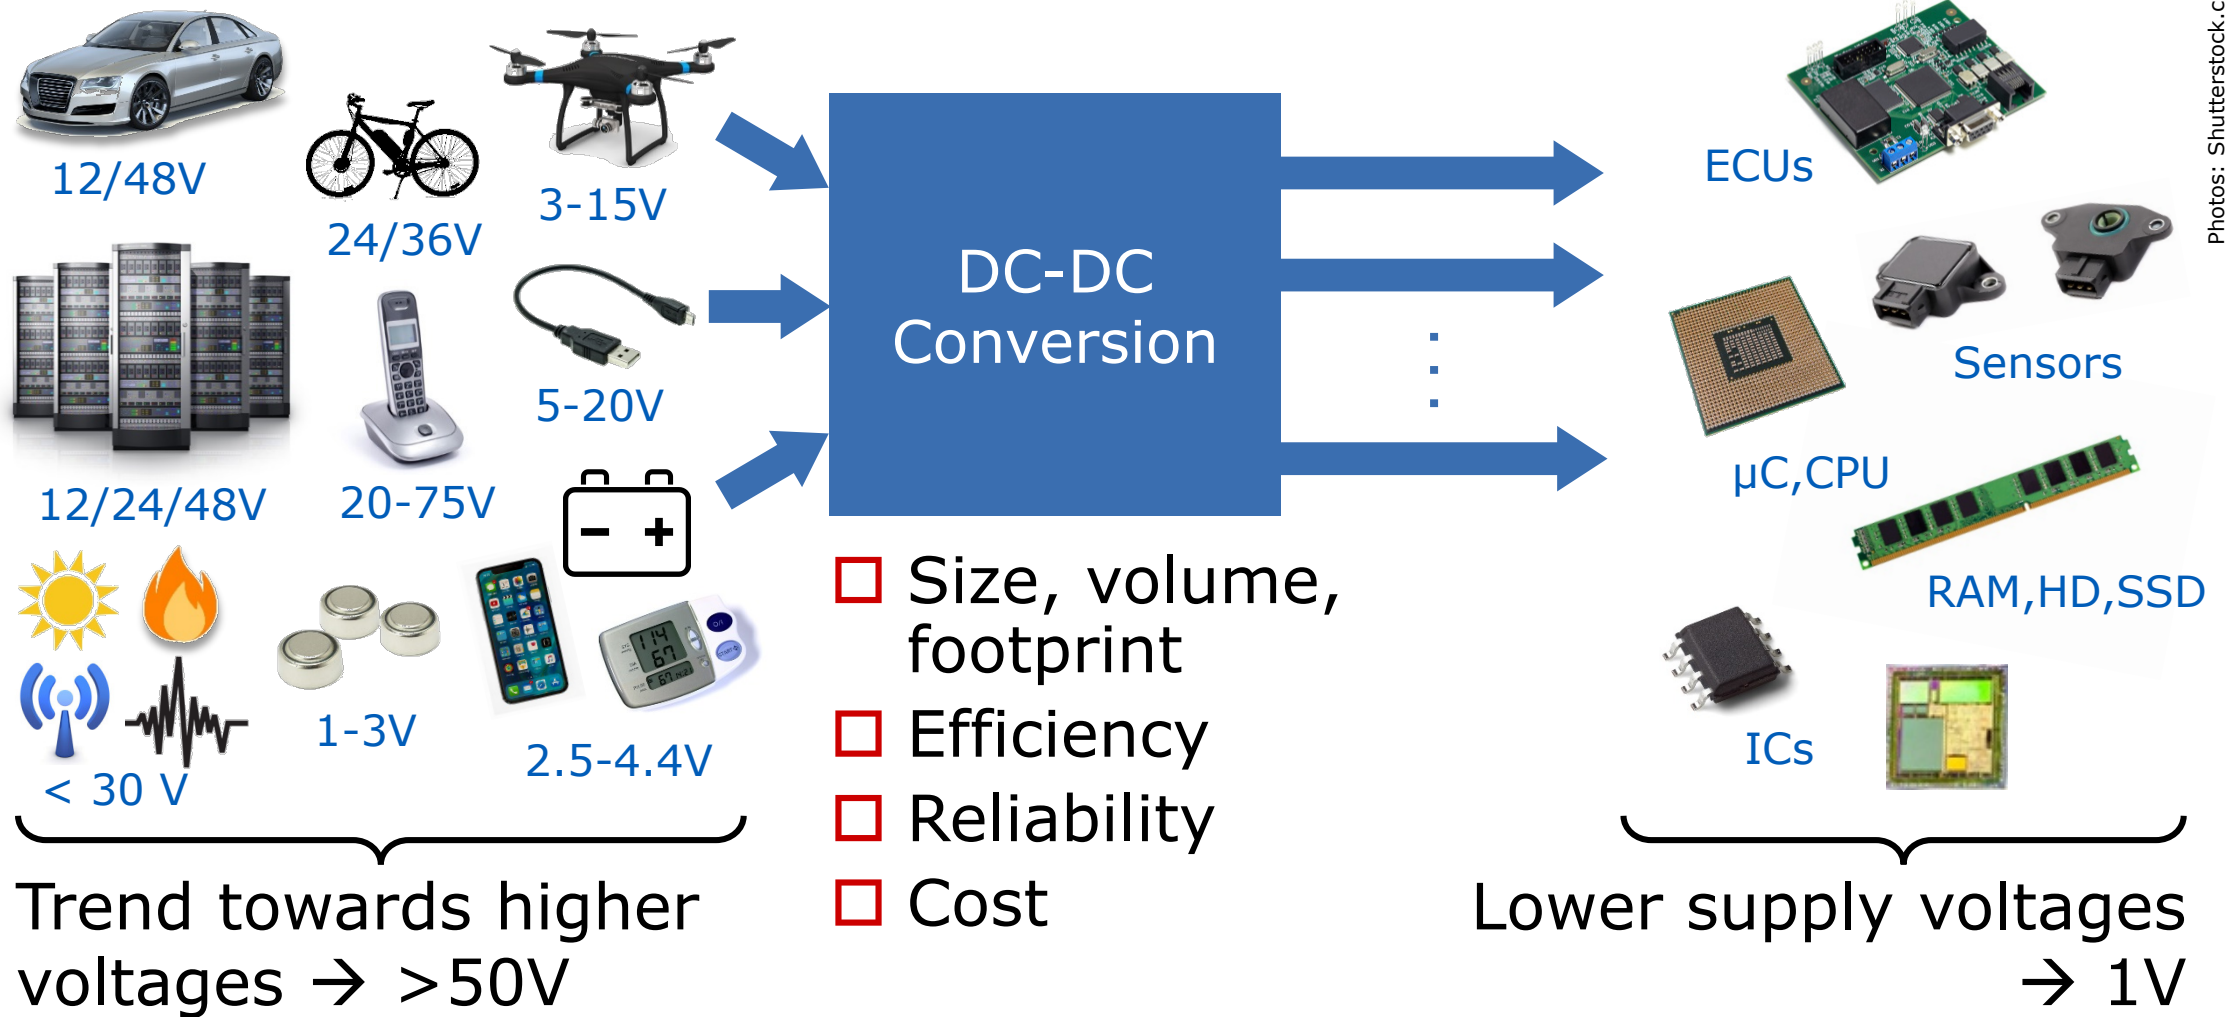 12/48V
24/36V
3-15V
12/24/48V
20-75V
5-20V
< 30 V
1-3V
2.5-4.4V
Trend towards higher
voltages → >50V
DC-DC
Conversion
Size, volume,
footprint
Efficiency
Reliability
Cost
ECUs
Sensors
µC,CPU
RAM,HD,SSD
ICs
Lower supply voltages
→ 1V
Photos: Shutterstock.c
114
67